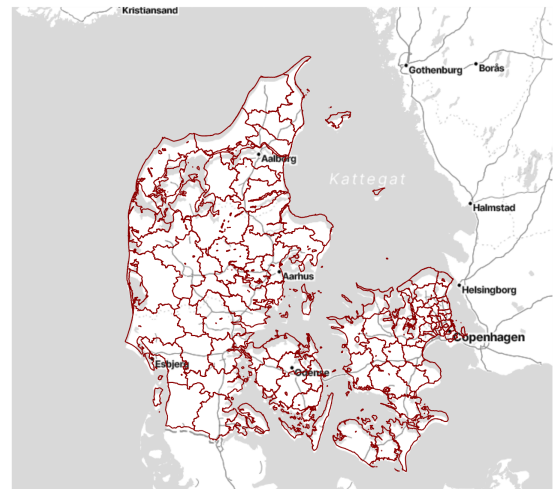 Kristiansand
Gothenburg
Borås
Aalborg
Kattegat
Halmstad
Aarhus
Helsingborg
Copenhagen
Esbjerg
Odense